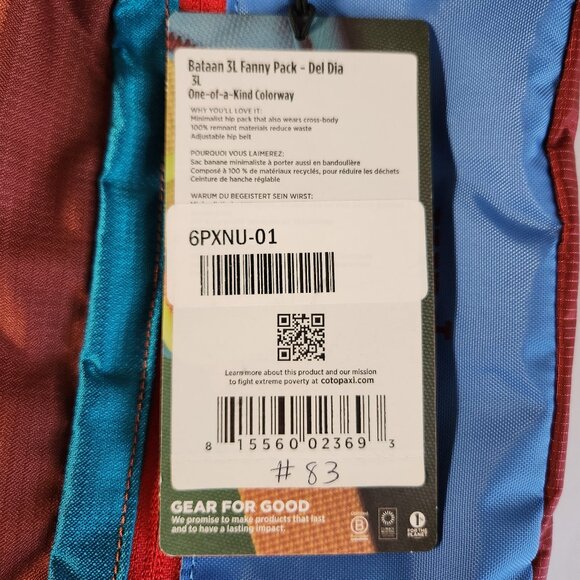 Bataan 3L Fanny Pack - Del Dia
3L
One-of-a-Kind Colorway
WHY YOU'LL LOVE IT:
Minimalist hip pack that also wears cross-body
100% remnant materials reduce waste
Adjustable hip belt
POURQUOI VOUS L'AIMEREZ:
Sac banane minimaliste à porter aussi en bandoulière
Composé à 100 % de matériaux recyclés, pour réduire les déchets
Ceinture de hanche réglable
WARUM DU BEGEISTERT SEIN WIRST:
6PXNU-01
Learn more about this product and our mission
to fight extreme poverty at cotopaxi.com
8 15560 02369 3
# 83
GEAR FOR GOOD
We promise to make products that last
and to have a lasting impact.
B
1
FOR THE
PLANET